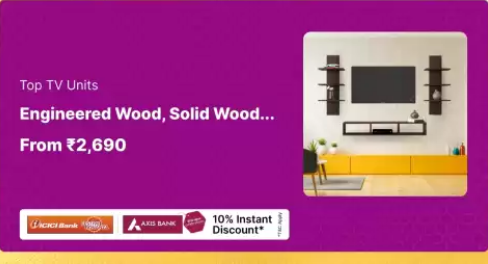 Top TV Units
Engineered Wood, Solid Wood...
From ₹2,690
ICICI Bank
AXIS BANK
10% Instant
Discount*